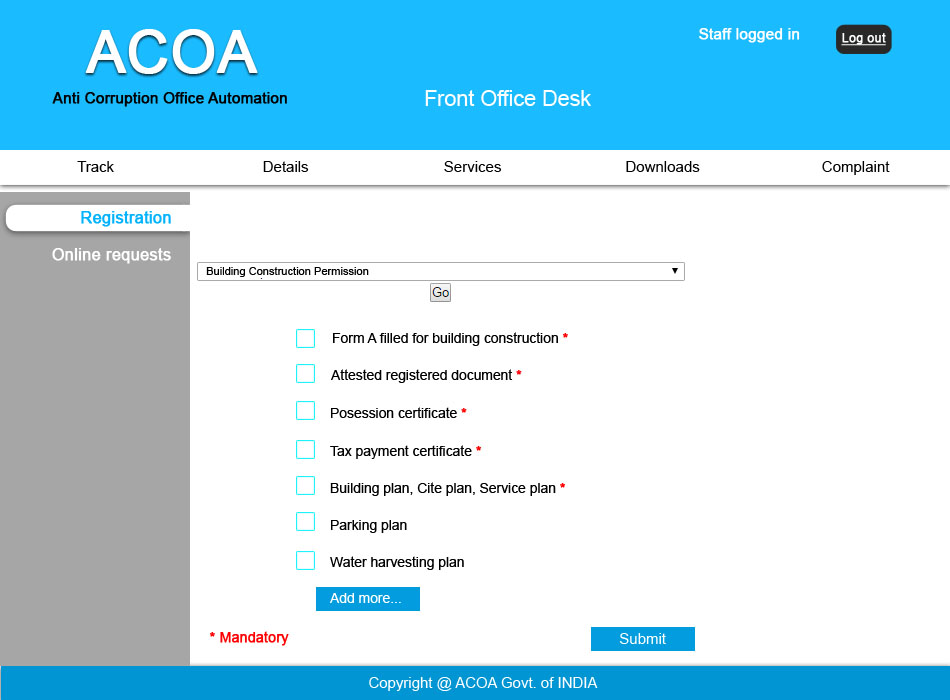 ACOA
Staff logged in
Log out
Anti Corruption Office Automation
Front Office Desk
Track
Details
Services
Downloads
Complaint
Registration
Online requests
Building Construction Permission
Go
Form A filled for building construction *
Attested registered document *
Posession certificate *
Tax payment certificate *
Building plan, Cite plan, Service plan *
Parking plan
Water harvesting plan
Add more...
* Mandatory
Submit
Copyright @ ACOA Govt. of INDIA